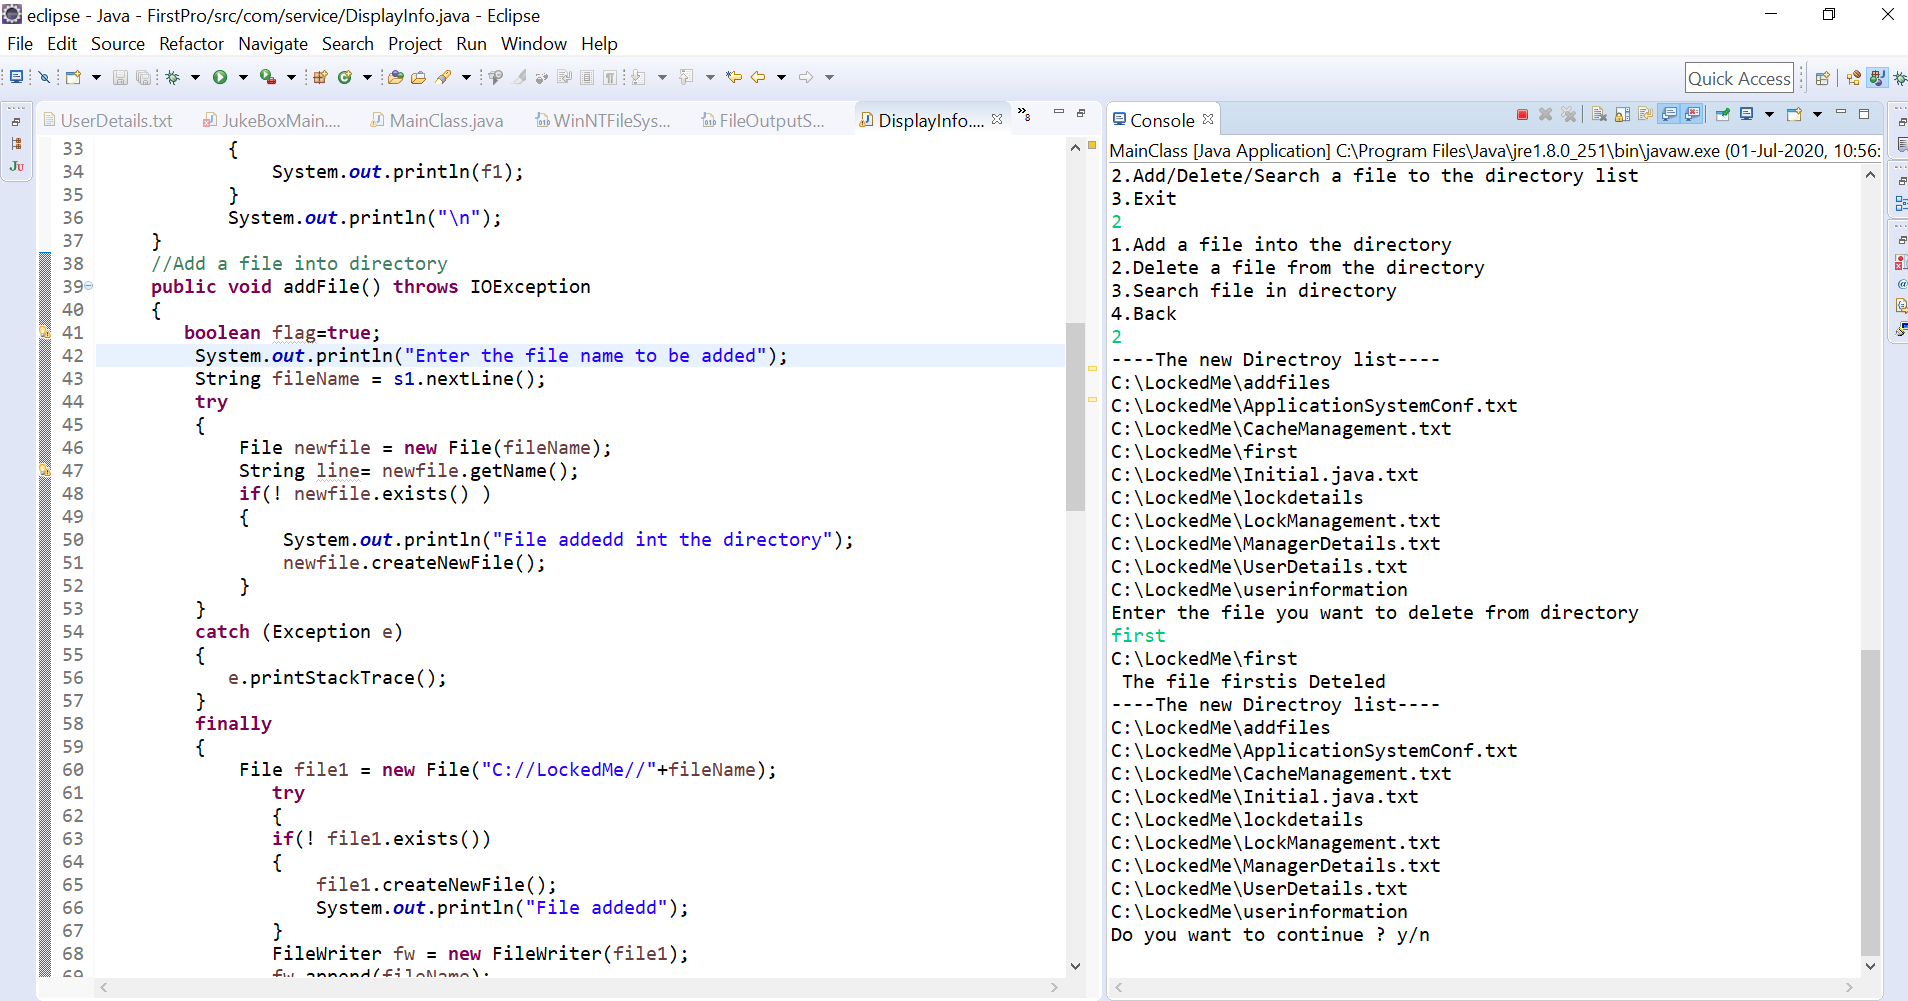 eclipse - Java - FirstPro/src/com/service/DisplayInfo.java - Eclipse
File Edit Source Refactor Navigate Search Project Run Window Help
Quick Access
UserDetails.txt JukeBoxMain.... MainClass.java WinNTFileSys... FileOutputS... DisplayInfo.... »8
33 {
34 System.out.println(f1);
35 }
36 System.out.println("\n");
37 }
38 //Add a file into directory
39 public void addFile() throws IOException
40 {
41 boolean flag=true;
42 System.out.println("Enter the file name to be added");
43 String fileName = s1.nextLine();
44 try
45 {
46 File newfile = new File(fileName);
47 String line= newfile.getName();
48 if(! newfile.exists() )
49 {
50 System.out.println("File addedd int the directory");
51 newfile.createNewFile();
52 }
53 }
54 catch (Exception e)
55 {
56 e.printStackTrace();
57 }
58 finally
59 {
60 File file1 = new File("C://LockedMe//"+fileName);
61 try
62 {
63 if(! file1.exists())
64 {
65 file1.createNewFile();
66 System.out.println("File addedd");
67 }
68 FileWriter fw = new FileWriter(file1);
69 fw.append(fileName);
Console
MainClass [Java Application] C:\Program Files\Java\jre1.8.0_251\bin\javaw.exe (01-Jul-2020, 10:56:
2.Add/Delete/Search a file to the directory list
3.Exit
2
1.Add a file into the directory
2.Delete a file from the directory
3.Search file in directory
4.Back
2
----The new Directroy list----
C:\LockedMe\addfiles
C:\LockedMe\ApplicationSystemConf.txt
C:\LockedMe\CacheManagement.txt
C:\LockedMe\first
C:\LockedMe\Initial.java.txt
C:\LockedMe\lockdetails
C:\LockedMe\LockManagement.txt
C:\LockedMe\ManagerDetails.txt
C:\LockedMe\UserDetails.txt
C:\LockedMe\userinformation
Enter the file you want to delete from directory
first
C:\LockedMe\first
The file firstis Deteled
----The new Directroy list----
C:\LockedMe\addfiles
C:\LockedMe\ApplicationSystemConf.txt
C:\LockedMe\CacheManagement.txt
C:\LockedMe\Initial.java.txt
C:\LockedMe\lockdetails
C:\LockedMe\LockManagement.txt
C:\LockedMe\ManagerDetails.txt
C:\LockedMe\UserDetails.txt
C:\LockedMe\userinformation
Do you want to continue ? y/n